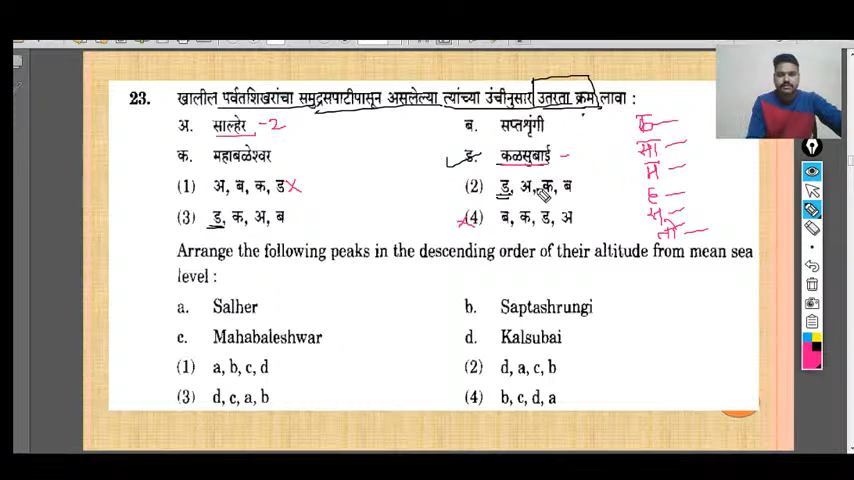 23. खालील पर्वतशिखरांचा समुद्रसपाटीपासून असलेल्या त्यांच्या उंचीनुसार उतरता क्रम लावा :
अ. साल्हेर -2 ब. सप्तशृंगी
क. महाबळेश्वर ड. कळसुबाई
(1) अ, ब, क, ड x (2) ड, अ, क, ब
(3) ड, क, अ, ब x (4) ब, क, ड, अ
क
सा
म
ह
स
तो
Arrange the following peaks in the descending order of their altitude from mean sea
level :
a. Salher b. Saptashrungi
c. Mahabaleshwar d. Kalsubai
(1) a, b, c, d (2) d, a, c, b
(3) d, c, a, b (4) b, c, d, a